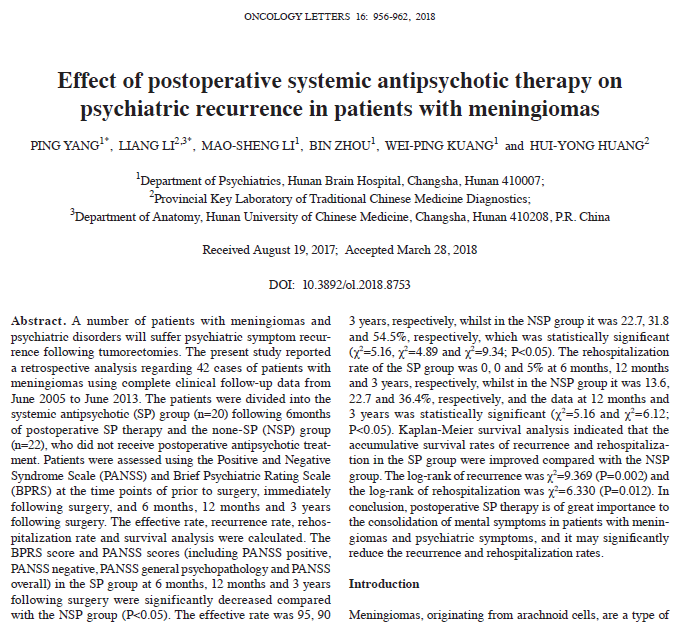 ONCOLOGY LETTERS 16: 956-962, 2018
Effect of postoperative systemic antipsychotic therapy on
psychiatric recurrence in patients with meningiomas
PING YANG1*, LIANG LI2,3*, MAO-SHENG LI1, BIN ZHOU1, WEI-PING KUANG1 and HUI-YONG HUANG2
1Department of Psychiatrics, Hunan Brain Hospital, Changsha, Hunan 410007;
2Provincial Key Laboratory of Traditional Chinese Medicine Diagnostics;
3Department of Anatomy, Hunan University of Chinese Medicine, Changsha, Hunan 410208, P.R. China
Received August 19, 2017; Accepted March 28, 2018
DOI: 10.3892/ol.2018.8753
Abstract. A number of patients with meningiomas and
psychiatric disorders will suffer psychiatric symptom recur-
rence following tumorectomies. The present study reported
a retrospective analysis regarding 42 cases of patients with
meningiomas using complete clinical follow-up data from
June 2005 to June 2013. The patients were divided into the
systemic antipsychotic (SP) group (n=20) following 6months
of postoperative SP therapy and the none-SP (NSP) group
(n=22), who did not receive postoperative antipsychotic treat-
ment. Patients were assessed using the Positive and Negative
Syndrome Scale (PANSS) and Brief Psychiatric Rating Scale
(BPRS) at the time points of prior to surgery, immediately
following surgery, and 6 months, 12 months and 3 years
following surgery. The effective rate, recurrence rate, rehos-
pitalization rate and survival analysis were calculated. The
BPRS score and PANSS scores (including PANSS positive,
PANSS negative, PANSS general psychopathology and PANSS
overall) in the SP group at 6 months, 12 months and 3 years
following surgery were significantly decreased compared
with the NSP group (P<0.05). The effective rate was 95, 90
3 years, respectively, whilst in the NSP group it was 22.7, 31.8
and 54.5%, respectively, which was statistically significant
(χ2=5.16, χ2=4.89 and χ2=9.34; P<0.05). The rehospitalization
rate of the SP group was 0, 0 and 5% at 6 months, 12 months
and 3 years, respectively, whilst in the NSP group it was 13.6,
22.7 and 36.4%, respectively, and the data at 12 months and
3 years was statistically significant (χ2=5.16 and χ2=6.12;
P<0.05). Kaplan-Meier survival analysis indicated that the
accumulative survival rates of recurrence and rehospitaliza-
tion in the SP group were improved compared with the NSP
group. The log-rank of recurrence was χ2=9.369 (P=0.002) and
the log-rank of rehospitalization was χ2=6.330 (P=0.012). In
conclusion, postoperative SP therapy is of great importance to
the consolidation of mental symptoms in patients with menin-
giomas and psychiatric symptoms, and it may significantly
reduce the recurrence and rehospitalization rates.
Introduction
Meningiomas, originating from arachnoid cells, are a type of